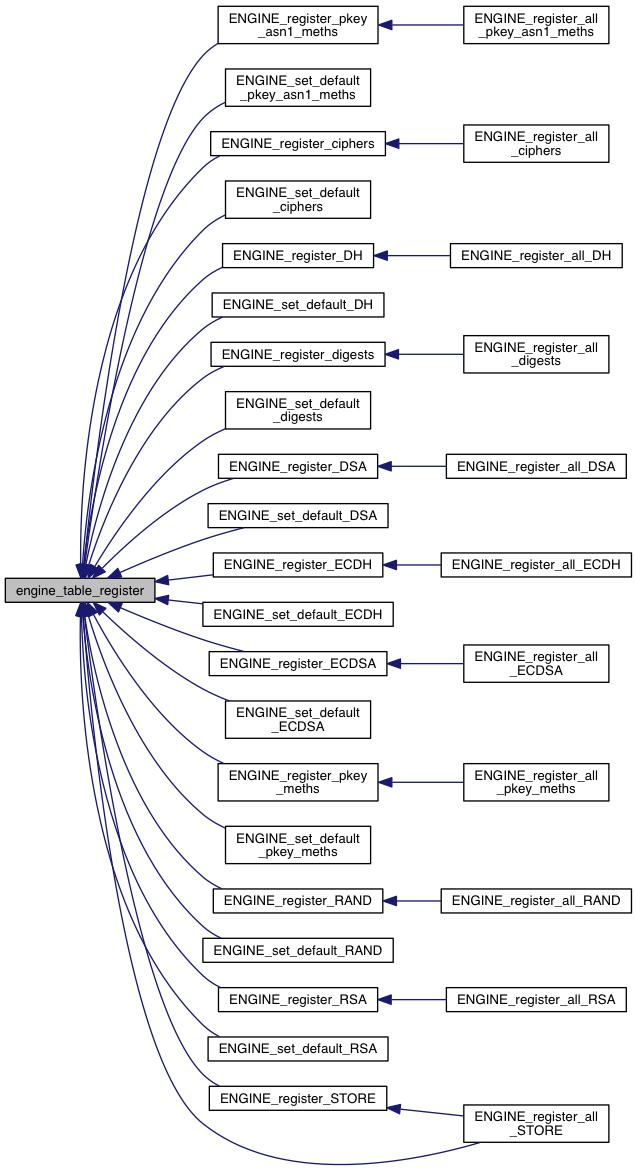 ENGINE_register_pkey
_asn1_meths
ENGINE_register_all
_pkey_asn1_meths
ENGINE_set_default
_pkey_asn1_meths
ENGINE_register_ciphers
ENGINE_register_all
_ciphers
ENGINE_set_default
_ciphers
ENGINE_register_DH
ENGINE_register_all_DH
ENGINE_set_default_DH
ENGINE_register_digests
ENGINE_register_all
_digests
ENGINE_set_default
_digests
ENGINE_register_DSA
ENGINE_register_all_DSA
ENGINE_set_default_DSA
ENGINE_register_ECDH
ENGINE_register_all_ECDH
engine_table_register
ENGINE_set_default_ECDH
ENGINE_register_ECDSA
ENGINE_register_all
_ECDSA
ENGINE_set_default
_ECDSA
ENGINE_register_pkey
_meths
ENGINE_register_all
_pkey_meths
ENGINE_set_default
_pkey_meths
ENGINE_register_RAND
ENGINE_register_all_RAND
ENGINE_set_default_RAND
ENGINE_register_RSA
ENGINE_register_all_RSA
ENGINE_set_default_RSA
ENGINE_register_STORE
ENGINE_register_all
_STORE